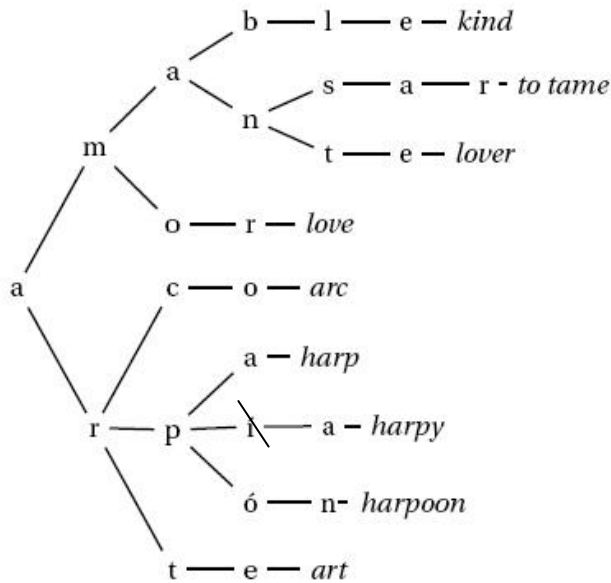 b l e kind
a
s a r to tame
n
m
t e lover
o r love
a c o arc
a harp
r p í a harpy
ó n harpoon
t e art